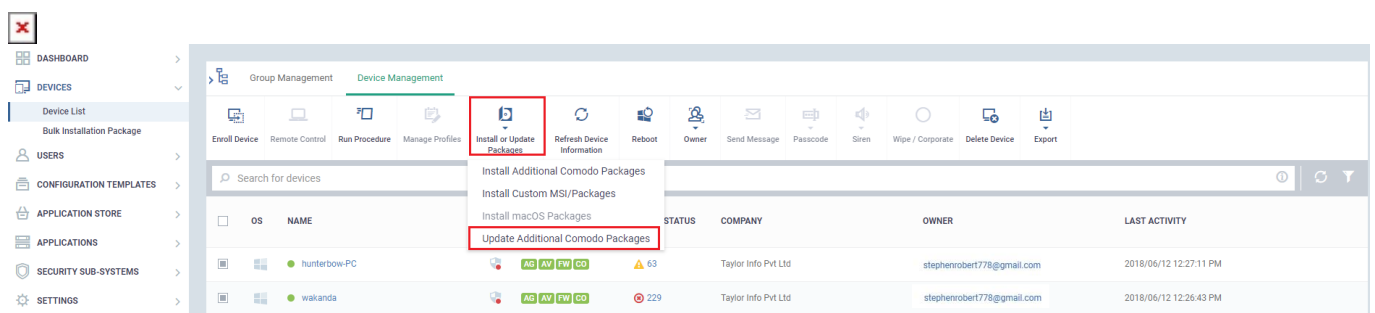 DASHBOARD
DEVICES
Device List
Bulk Installation Package
USERS
CONFIGURATION TEMPLATES
APPLICATION STORE
APPLICATIONS
SECURITY SUB-SYSTEMS
SETTINGS
Group Management Device Management
Enroll Device Remote Control Run Procedure Manage Profiles Install or Update Packages Refresh Device Information Reboot Owner Send Message Passcode Siren Wipe / Corporate Delete Device Export
Search for devices
Install Additional Comodo Packages
Install Custom MSI/Packages
Install macOS Packages
Update Additional Comodo Packages
OS NAME STATUS COMPANY OWNER LAST ACTIVITY
hunterbow-PC AG AV FW CO 63 Taylor Info Pvt Ltd stephenrobert778@gmail.com 2018/06/12 12:27:11 PM
wakanda AG AV FW CO 229 Taylor Info Pvt Ltd stephenrobert778@gmail.com 2018/06/12 12:26:43 PM